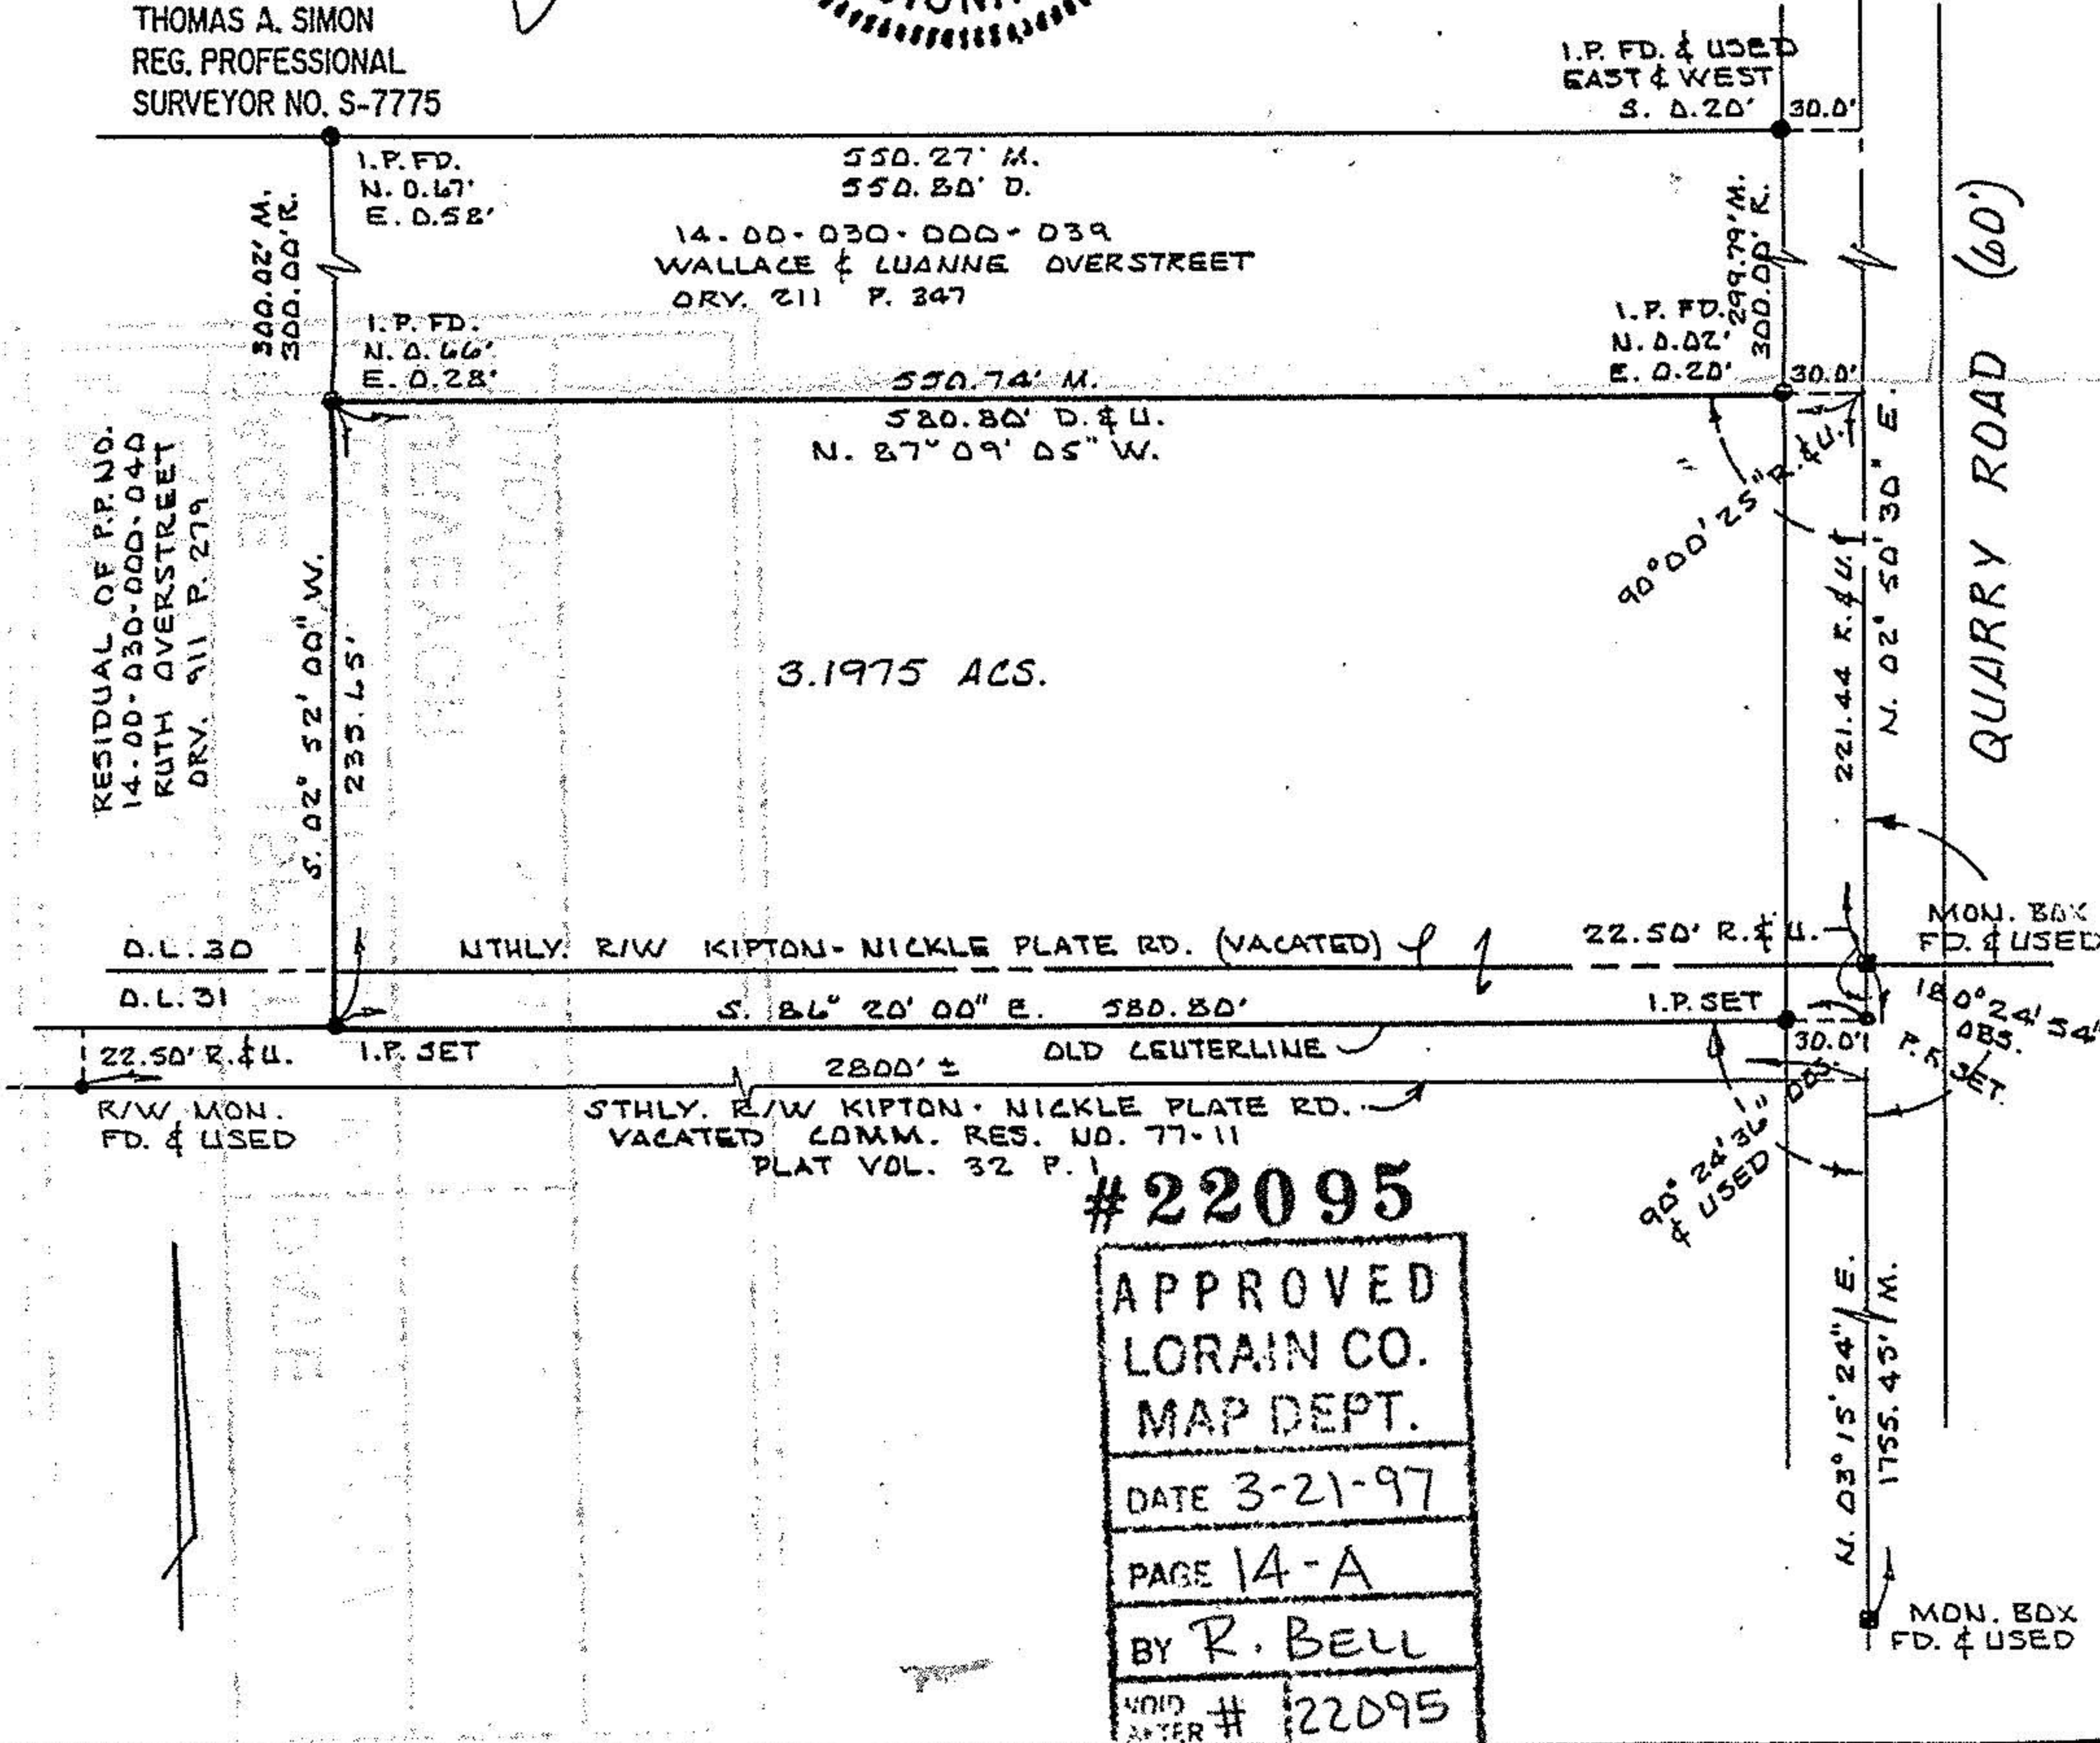 THOMAS A. SIMON
REG. PROFESSIONAL
SURVEYOR NO. S-7775
I.P. FD. & USED
EAST & WEST
S. 0.20'
30.0'
I.P. FD.
N. 0.67'
E. 0.58'
550.27' M.
550.80' D.
300.02' M.
300.00' R.
14-00-030-000-039
WALLACE & LUANNE OVERSTREET
ORV. 211 P. 347
299.79' M.
300.00' R.
QUARRY ROAD (60')
I.P. FD.
N. 0.66'
E. 0.28'
I.P. FD.
N. 0.02'
E. 0.20'
30.0'
550.74' M.
580.80' D. & U.
N. 87° 09' 05" W.
90°00'25" R. & U.
RESIDUAL OF P.P. NO.
14-00-030-000-040
RUTH OVERSTREET
ORV. 911 P. 279
S. 02° 52' 00" W.
235.65'
3.1975 ACS.
221.44 R. & U.
N. 02° 50' 30" E.
MON. BOX
FD. & USED
O.L. 30
NTHLY. R/W KIPTON-NICKLE PLATE RD. (VACATED)
22.50' R. & U.
O.L. 31
S. 86° 20' 00" E. 580.80'
I.P. SET
180°24'54"
OBS.
P.K. SET.
30.0'
22.50' R. & U.
I.P. SET
OLD CENTERLINE
2800' ±
R/W MON.
FD. & USED
STHLY. R/W KIPTON-NICKLE PLATE RD.
VACATED COMM. RES. NO. 77-11
PLAT VOL. 32 P. 1
90° 24' 36" OBS.
& USED
#22095
APPROVED
LORAIN CO.
MAP DEPT.
DATE 3-21-97
PAGE 14-A
BY R. BELL
VOID
AFTER # 22095
N. 03° 15' 24" E.
1755.45' M.
MON. BOX
FD. & USED